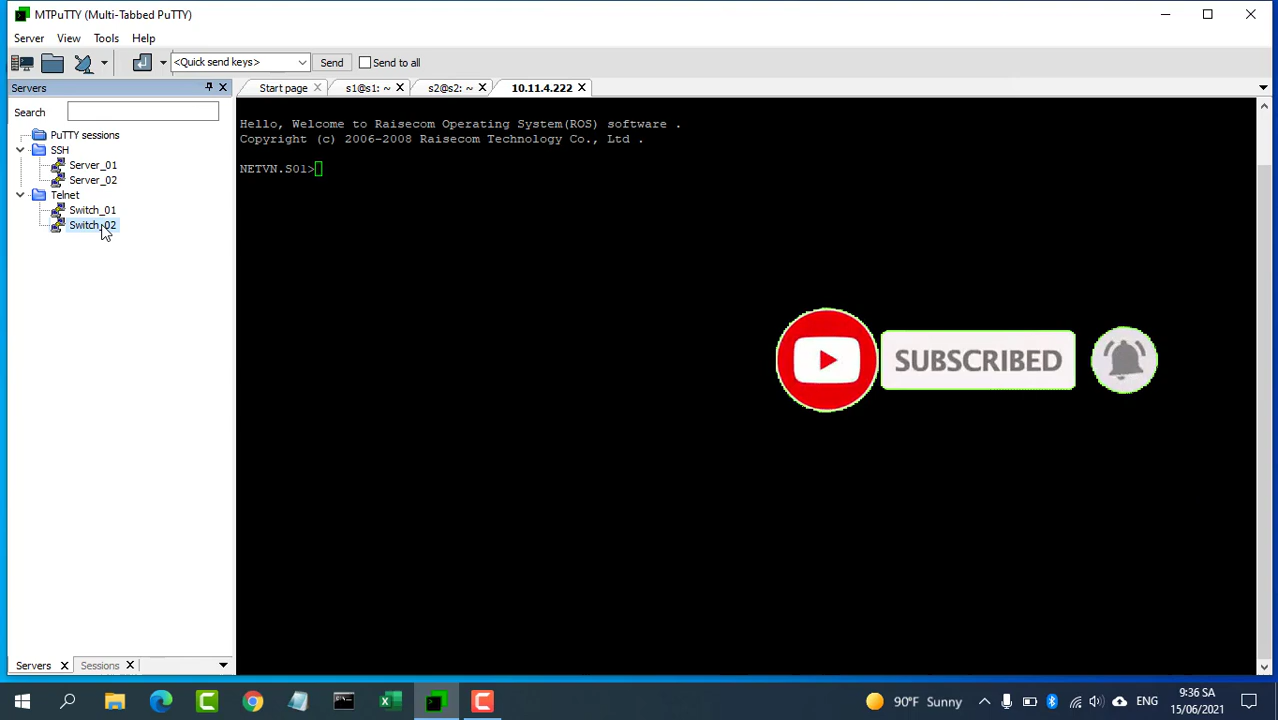 MTPuTTY (Multi-Tabbed PuTTY)
Server View Tools Help
<Quick send keys> Send Send to all
Servers
Start page s1@s1: ~ s2@s2: ~ 10.11.4.222
Search
PuTTY sessions
SSH
Server_01
Server_02
Telnet
Switch_01
Switch_02
Hello, Welcome to Raisecom Operating System(ROS) software .
Copyright (c) 2006-2008 Raisecom Technology Co., Ltd .
NETVN.S01>
SUBSCRIBED
Servers Sessions
90°F Sunny
ENG
9:36 SA
15/06/2021